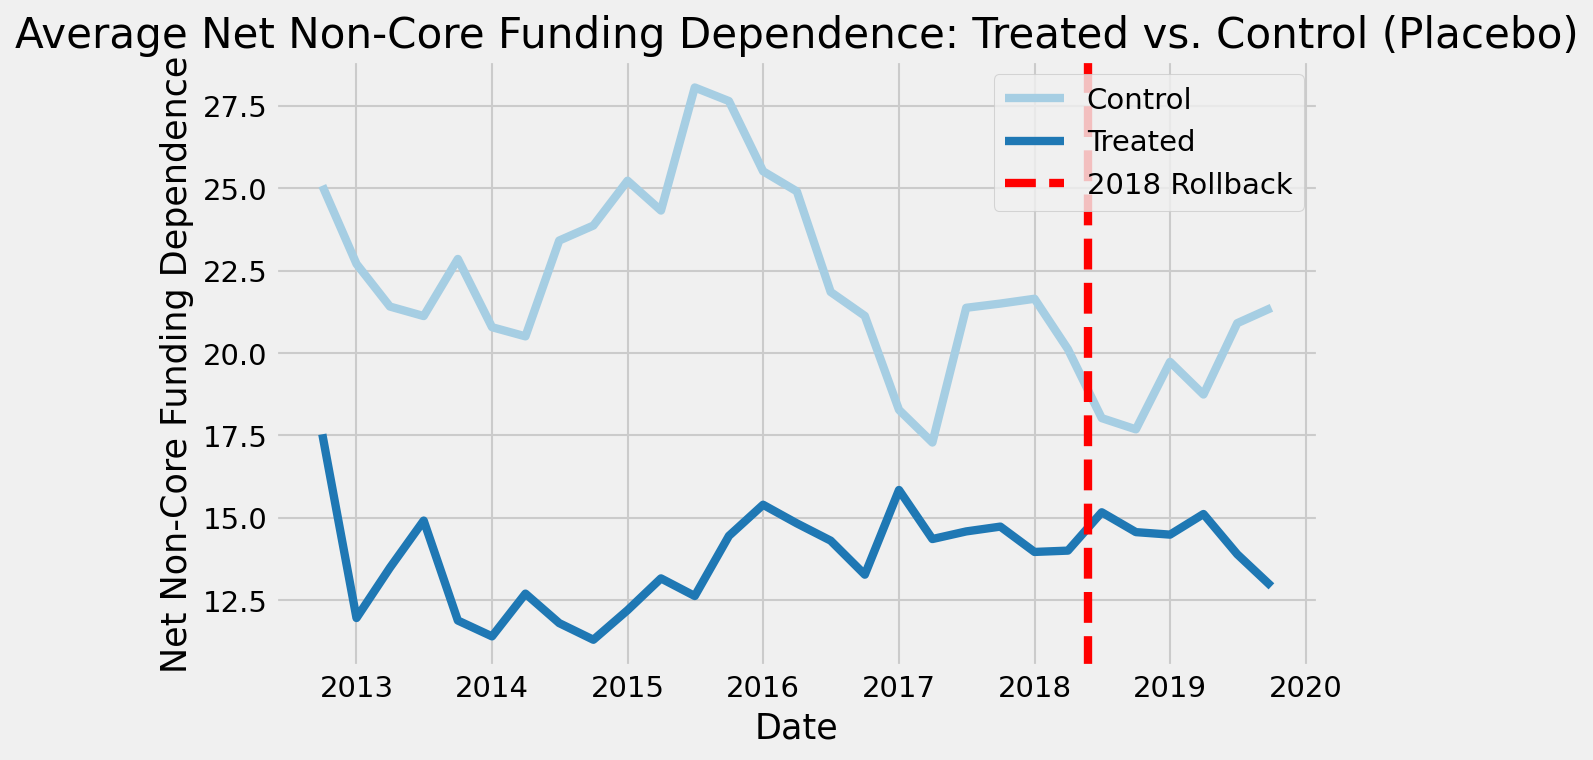 Average Net Non-Core Funding Dependence: Treated vs. Control (Placebo)
Net Non-Core Funding Dependence
27.5
25.0
22.5
20.0
17.5
15.0
12.5
Control
Treated
2018 Rollback
2013 2014 2015 2016 2017 2018 2019 2020
Date